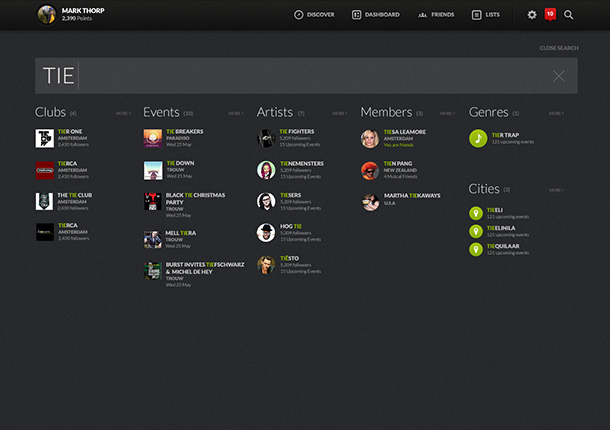 MARK THORP
2,390 Points
DISCOVER
DASHBOARD
FRIENDS
LISTS
10
CLOSE SEARCH
TIE
Clubs (4)
MORE >
TIER ONE
AMSTERDAM
2,430 followers
TIERCA
AMSTERDAM
2,430 followers
THE TIE CLUB
AMSTERDAM
2,430 followers
TIERCA
AMSTERDAM
2,430 followers
Events (10)
MORE >
TIE BREAKERS
PARADISO
Wed 25 May
TIE DOWN
TROUW
Wed 25 May
BLACK TIE CHRISTMAS
PARTY
TROUW
Wed 25 May
MELL TIERA
TROUW
Wed 25 May
BURST INVITES TIEFSCHWARZ
& MICHEL DE HEY
TROUW
Wed 25 May
Artists (7)
MORE >
TIE FIGHTERS
5,209 followers
15 Upcoming Events
TIENEMENSTERS
5,209 followers
15 Upcoming Events
TIESERS
5,209 followers
15 Upcoming Events
HOG TIE
5,209 followers
15 Upcoming Events
TIËSTO
5,209 followers
15 Upcoming Events
Members (3)
MORE >
TIESA LEAMORE
AMSTERDAM
You are friends
TIEN PANG
NEW ZEALAND
4 Mutual Friends
MARTHA TIEKAWAYS
Genres (1)
MORE >
TIER TRAP
121 upcoming events
Cities (3)
MORE >
TIEELI
121 upcoming events
TIEELINILA
121 upcoming events
TIEQUILAAR
121 upcoming events